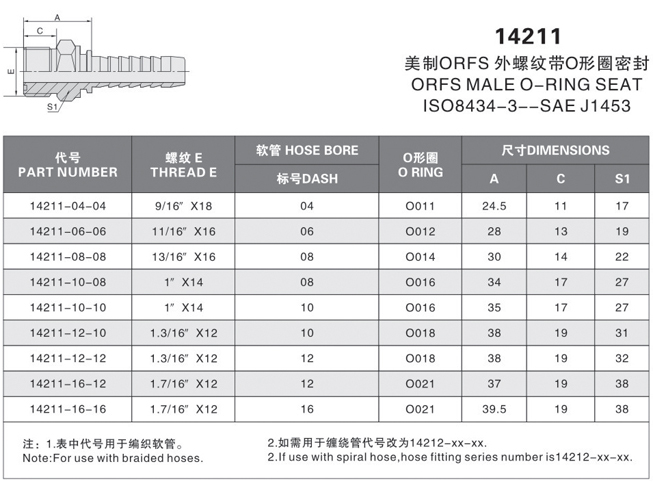 A
C
E
S1
14211
美制ORFS 外螺纹带O形圈密封
ORFS MALE O-RING SEAT
ISO8434-3--SAE J1453
代号 螺纹 E 软管 HOSE BORE O形圈 尺寸DIMENSIONS
PART NUMBER THREAD E 标号DASH O RING A C S1
14211-04-04 9/16″ X18 04 O011 24.5 11 17
14211-06-06 11/16″ X16 06 O012 28 13 19
14211-08-08 13/16″ X16 08 O014 30 14 22
14211-10-08 1″ X14 08 O016 34 17 27
14211-10-10 1″ X14 10 O016 35 17 27
14211-12-10 1.3/16″ X12 10 O018 38 19 31
14211-12-12 1.3/16″ X12 12 O018 38 19 32
14211-16-12 1.7/16″ X12 12 O021 37 19 38
14211-16-16 1.7/16″ X12 16 O021 39.5 19 38
注：1.表中代号用于编织软管。 2.如需用于缠绕管代号改为14212-xx-xx.
Note:For use with braided hoses. 2.If use with spiral hose,hose fitting series number is14212-xx-xx.